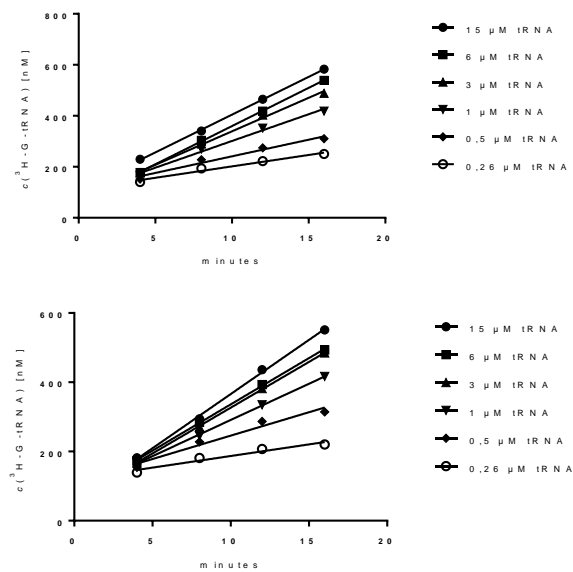 800
600
400
200
0
c(³H-G-tRNA) [nM]
0 5 10 15 20
minutes
15 µM tRNA
6 µM tRNA
3 µM tRNA
1 µM tRNA
0,5 µM tRNA
0,26 µM tRNA
600
400
200
0
c(³H-G-tRNA) [nM]
0 5 10 15 20
minutes
15 µM tRNA
6 µM tRNA
3 µM tRNA
1 µM tRNA
0,5 µM tRNA
0,26 µM tRNA